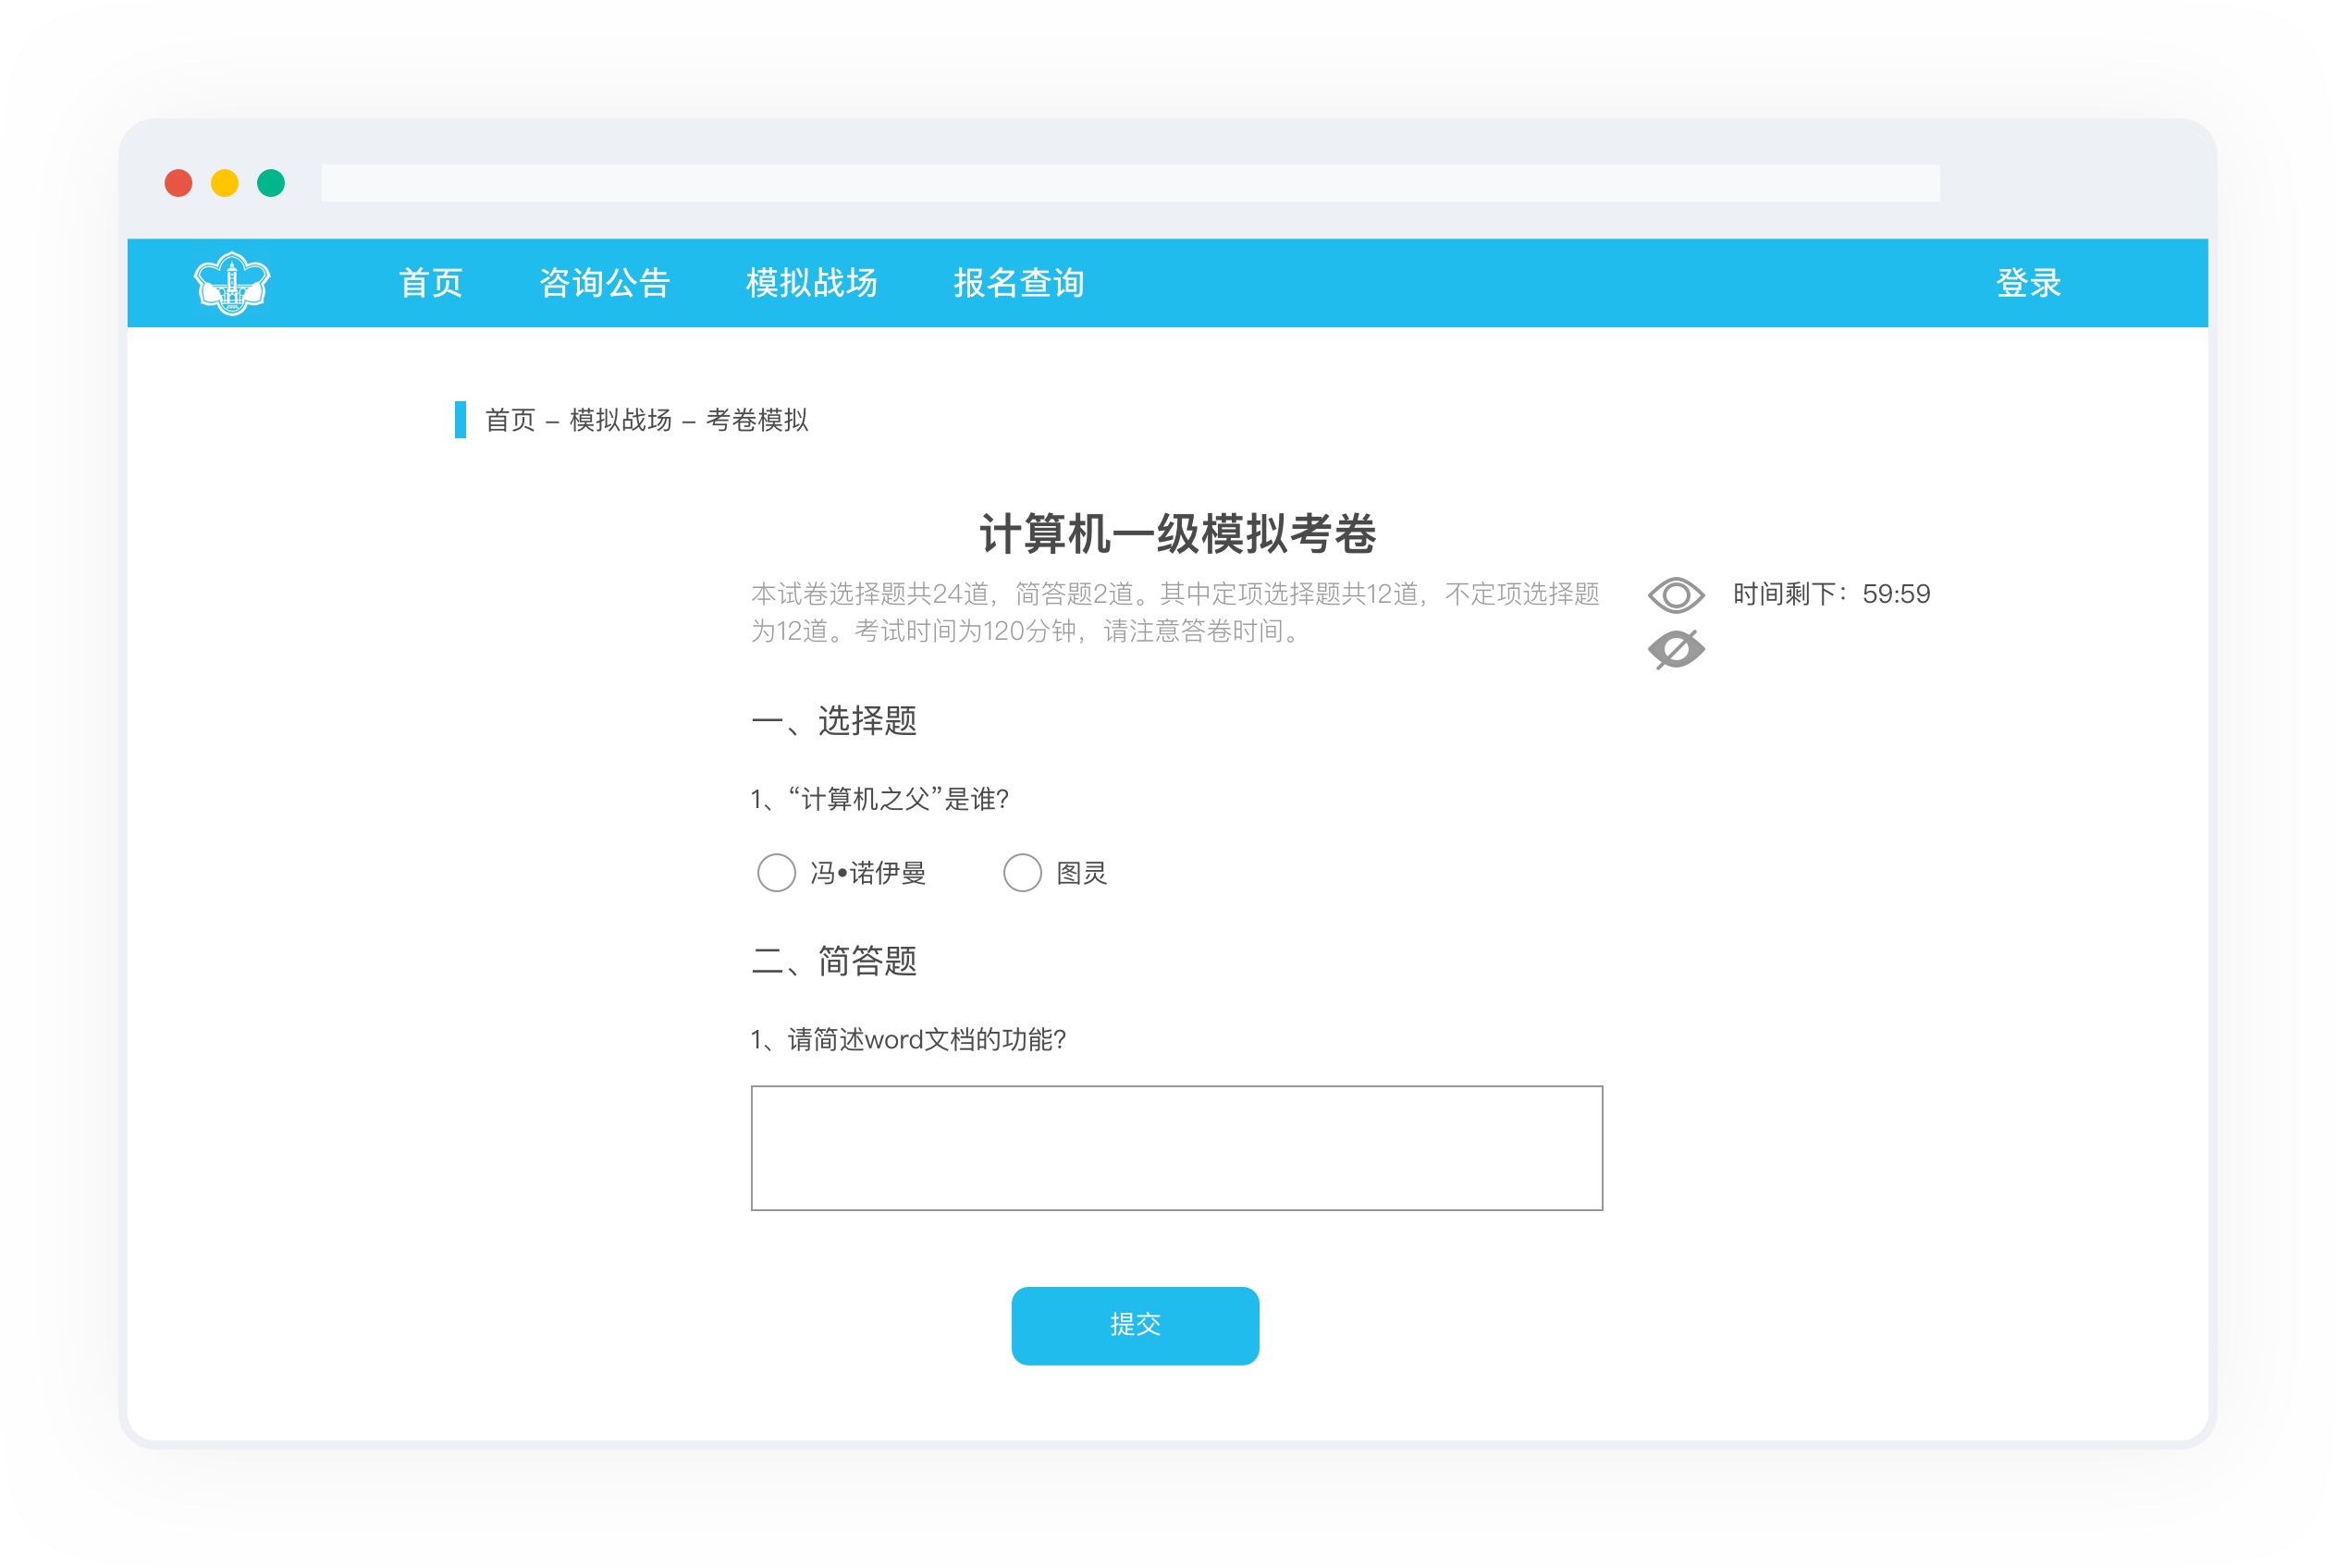 首页 咨询公告 模拟战场 报名查询 登录
首页 – 模拟战场 – 考卷模拟
计算机一级模拟考卷
本试卷选择题共24道，简答题2道。其中定项选择题共12道，不定项选择题
为12道。考试时间为120分钟，请注意答卷时间。
时间剩下：59:59
一、选择题
1、“计算机之父”是谁？
冯•诺伊曼 图灵
二、简答题
1、请简述word文档的功能？
提交